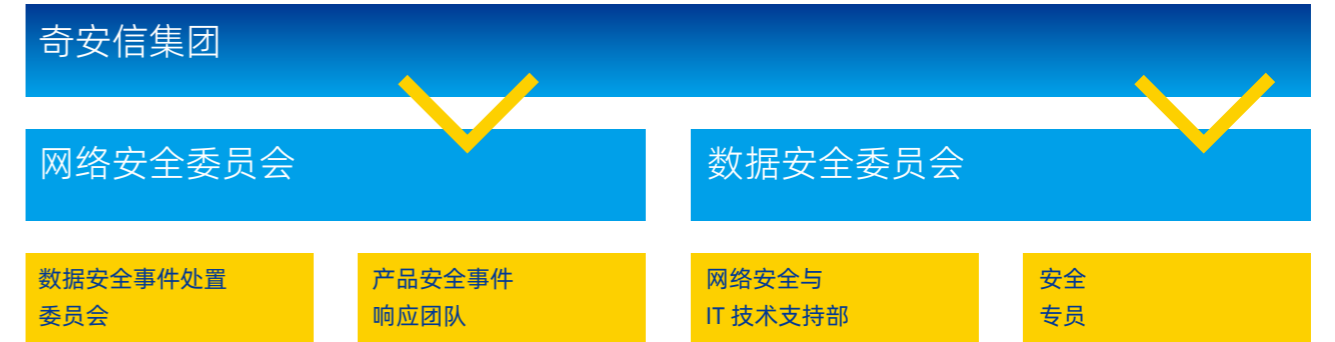 奇安信集团
网络安全委员会
数据安全委员会
数据安全事件处置
委员会
产品安全事件
响应团队
网络安全与
IT 技术支持部
安全
专员